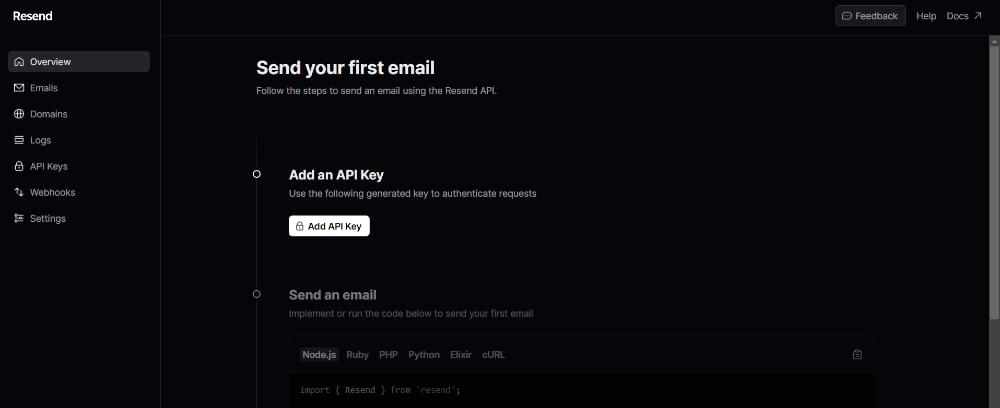 Resend
Feedback
Help
Docs
Overview
Emails
Domains
Logs
API Keys
Webhooks
Settings
Send your first email
Follow the steps to send an email using the Resend API.
Add an API Key
Use the following generated key to authenticate requests
Add API Key
Send an email
Implement or run the code below to send your first email
Node.js Ruby PHP Python Elixir cURL
import { Resend } from 'resend';